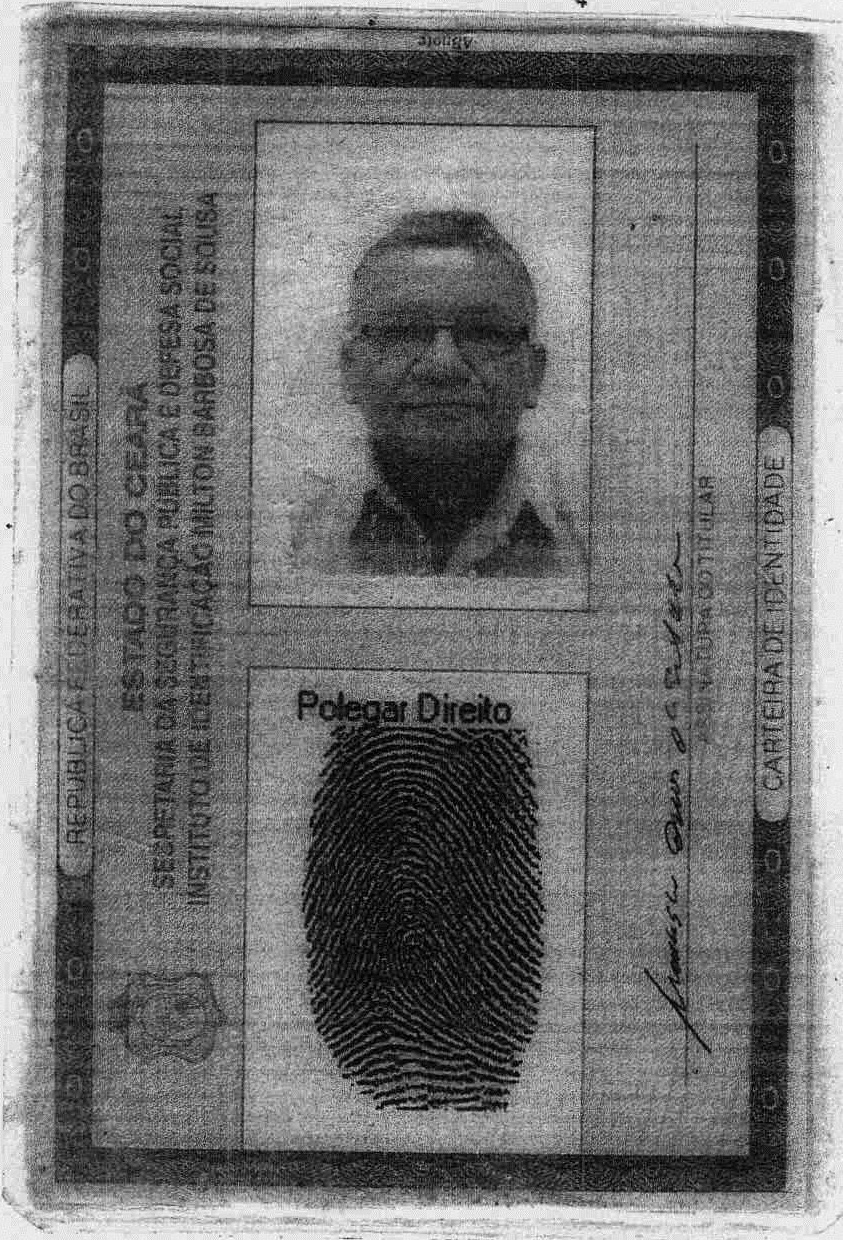 REPÚBLICA FEDERATIVA DO BRASIL
ESTADO DO CEARÁ
SECRETARIA DA SEGURANÇA PÚBLICA E DEFESA SOCIAL
INSTITUTO DE IDENTIFICAÇÃO MILTON BARBOSA DE SOUSA
Polegar Direito
Francisco
ASSINATURA DO TITULAR
CARTEIRA DE IDENTIDADE